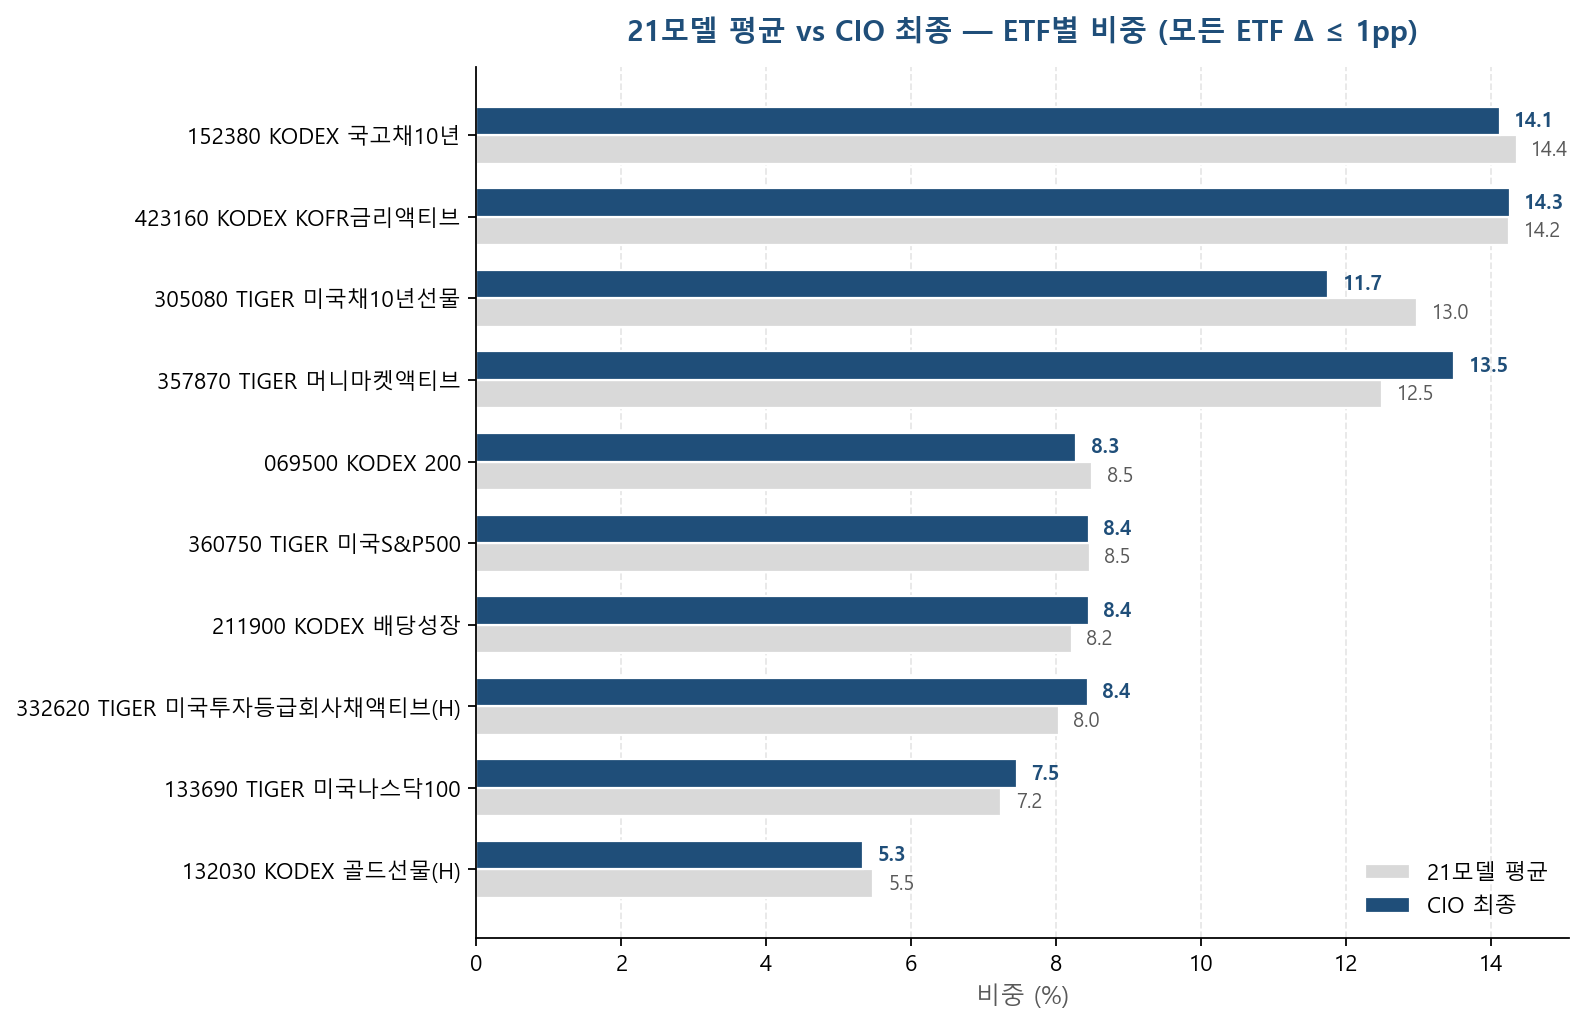 21모델 평균 vs CIO 최종 — ETF별 비중 (모든 ETF Δ ≤ 1pp)
152380 KODEX 국고채10년
14.1
14.4
423160 KODEX KOFR금리액티브
14.3
14.2
305080 TIGER 미국채10년선물
11.7
13.0
357870 TIGER 머니마켓액티브
13.5
12.5
069500 KODEX 200
8.3
8.5
360750 TIGER 미국S&P500
8.4
8.5
211900 KODEX 배당성장
8.4
8.2
332620 TIGER 미국투자등급회사채액티브(H)
8.4
8.0
133690 TIGER 미국나스닥100
7.5
7.2
132030 KODEX 골드선물(H)
5.3
5.5
21모델 평균
CIO 최종
0 2 4 6 8 10 12 14
비중 (%)